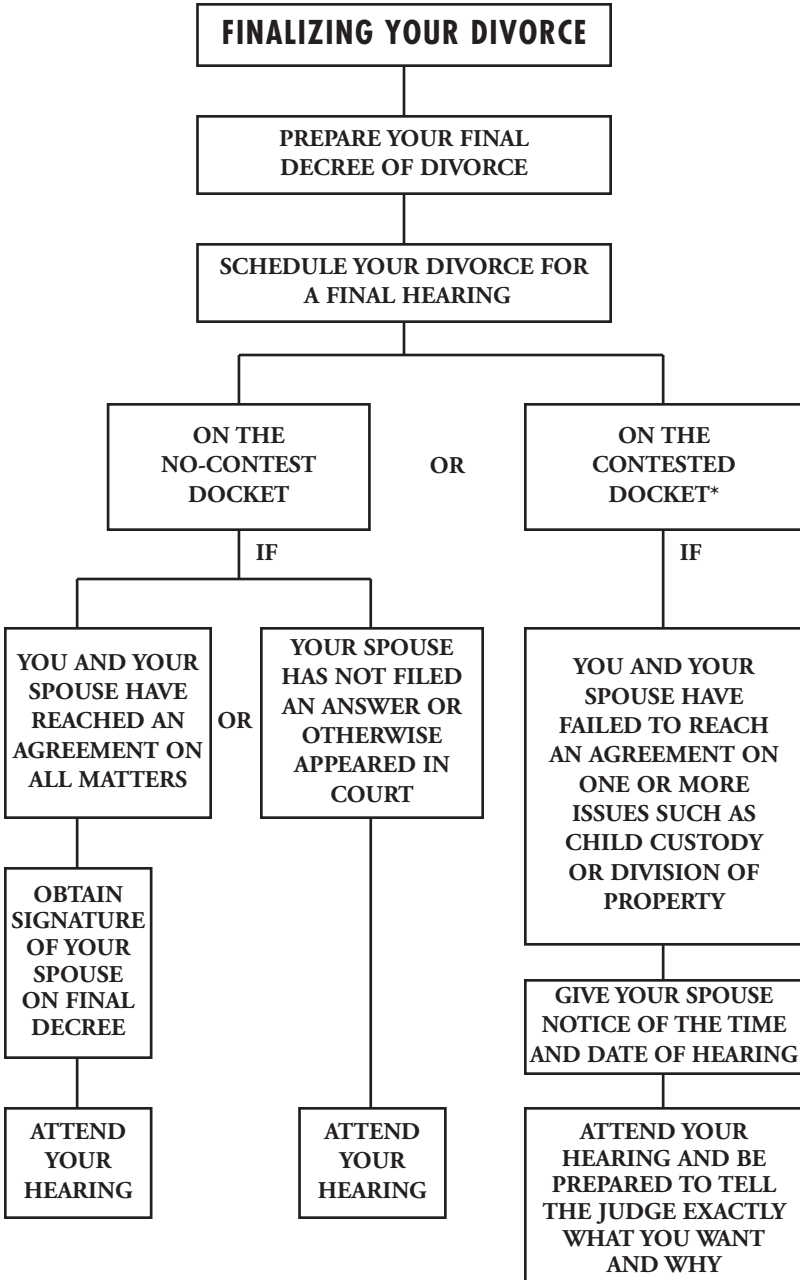 FINALIZING YOUR DIVORCE
PREPARE YOUR FINAL
DECREE OF DIVORCE
SCHEDULE YOUR DIVORCE FOR
A FINAL HEARING
ON THE
NO-CONTEST
DOCKET
OR
ON THE
CONTESTED
DOCKET*
IF
IF
YOU AND YOUR
SPOUSE HAVE
REACHED AN
AGREEMENT ON
ALL MATTERS
OR
YOUR SPOUSE
HAS NOT FILED
AN ANSWER OR
OTHERWISE
APPEARED IN
COURT
YOU AND YOUR
SPOUSE HAVE
FAILED TO REACH
AN AGREEMENT ON
ONE OR MORE
ISSUES SUCH AS
CHILD CUSTODY
OR DIVISION OF
PROPERTY
OBTAIN
SIGNATURE
OF YOUR
SPOUSE
ON FINAL
DECREE
GIVE YOUR SPOUSE
NOTICE OF THE TIME
AND DATE OF HEARING
ATTEND
YOUR
HEARING
ATTEND
YOUR
HEARING
ATTEND YOUR
HEARING AND BE
PREPARED TO TELL
THE JUDGE EXACTLY
WHAT YOU WANT
AND WHY